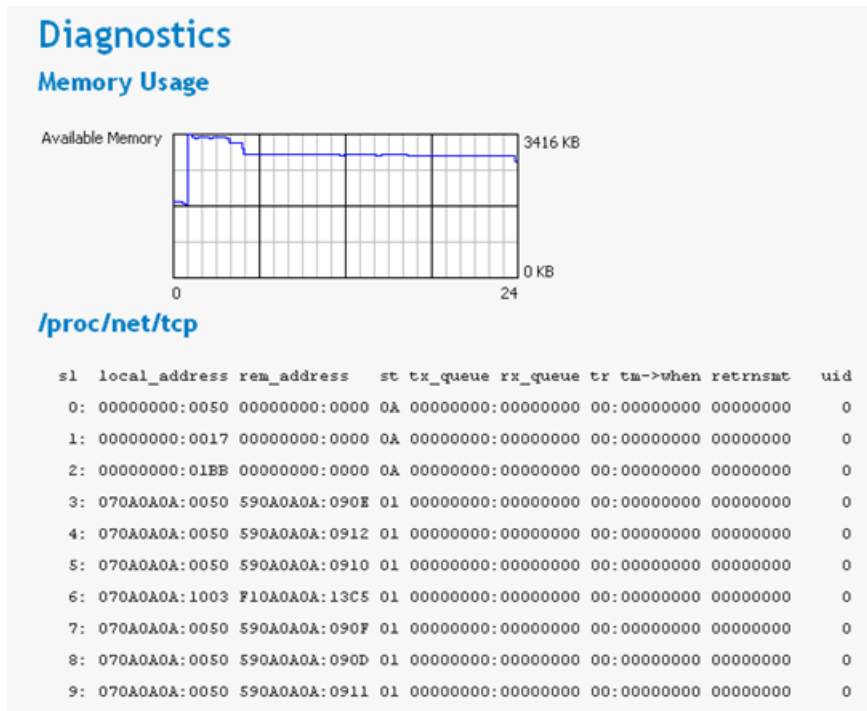 Diagnostics
Memory Usage
Available Memory
3416 KB
0 KB
0 24
/proc/net/tcp
sl local_address rem_address st tx_queue rx_queue tr tm->when retrnsmt uid
0: 00000000:0050 00000000:0000 0A 00000000:00000000 00:00000000 00000000 0
1: 00000000:0017 00000000:0000 0A 00000000:00000000 00:00000000 00000000 0
2: 00000000:01BB 00000000:0000 0A 00000000:00000000 00:00000000 00000000 0
3: 070A0A0A:0050 590A0A0A:090E 01 00000000:00000000 00:00000000 00000000 0
4: 070A0A0A:0050 590A0A0A:0912 01 00000000:00000000 00:00000000 00000000 0
5: 070A0A0A:0050 590A0A0A:0910 01 00000000:00000000 00:00000000 00000000 0
6: 070A0A0A:1003 F10A0A0A:13C5 01 00000000:00000000 00:00000000 00000000 0
7: 070A0A0A:0050 590A0A0A:090F 01 00000000:00000000 00:00000000 00000000 0
8: 070A0A0A:0050 590A0A0A:090D 01 00000000:00000000 00:00000000 00000000 0
9: 070A0A0A:0050 590A0A0A:0911 01 00000000:00000000 00:00000000 00000000 0